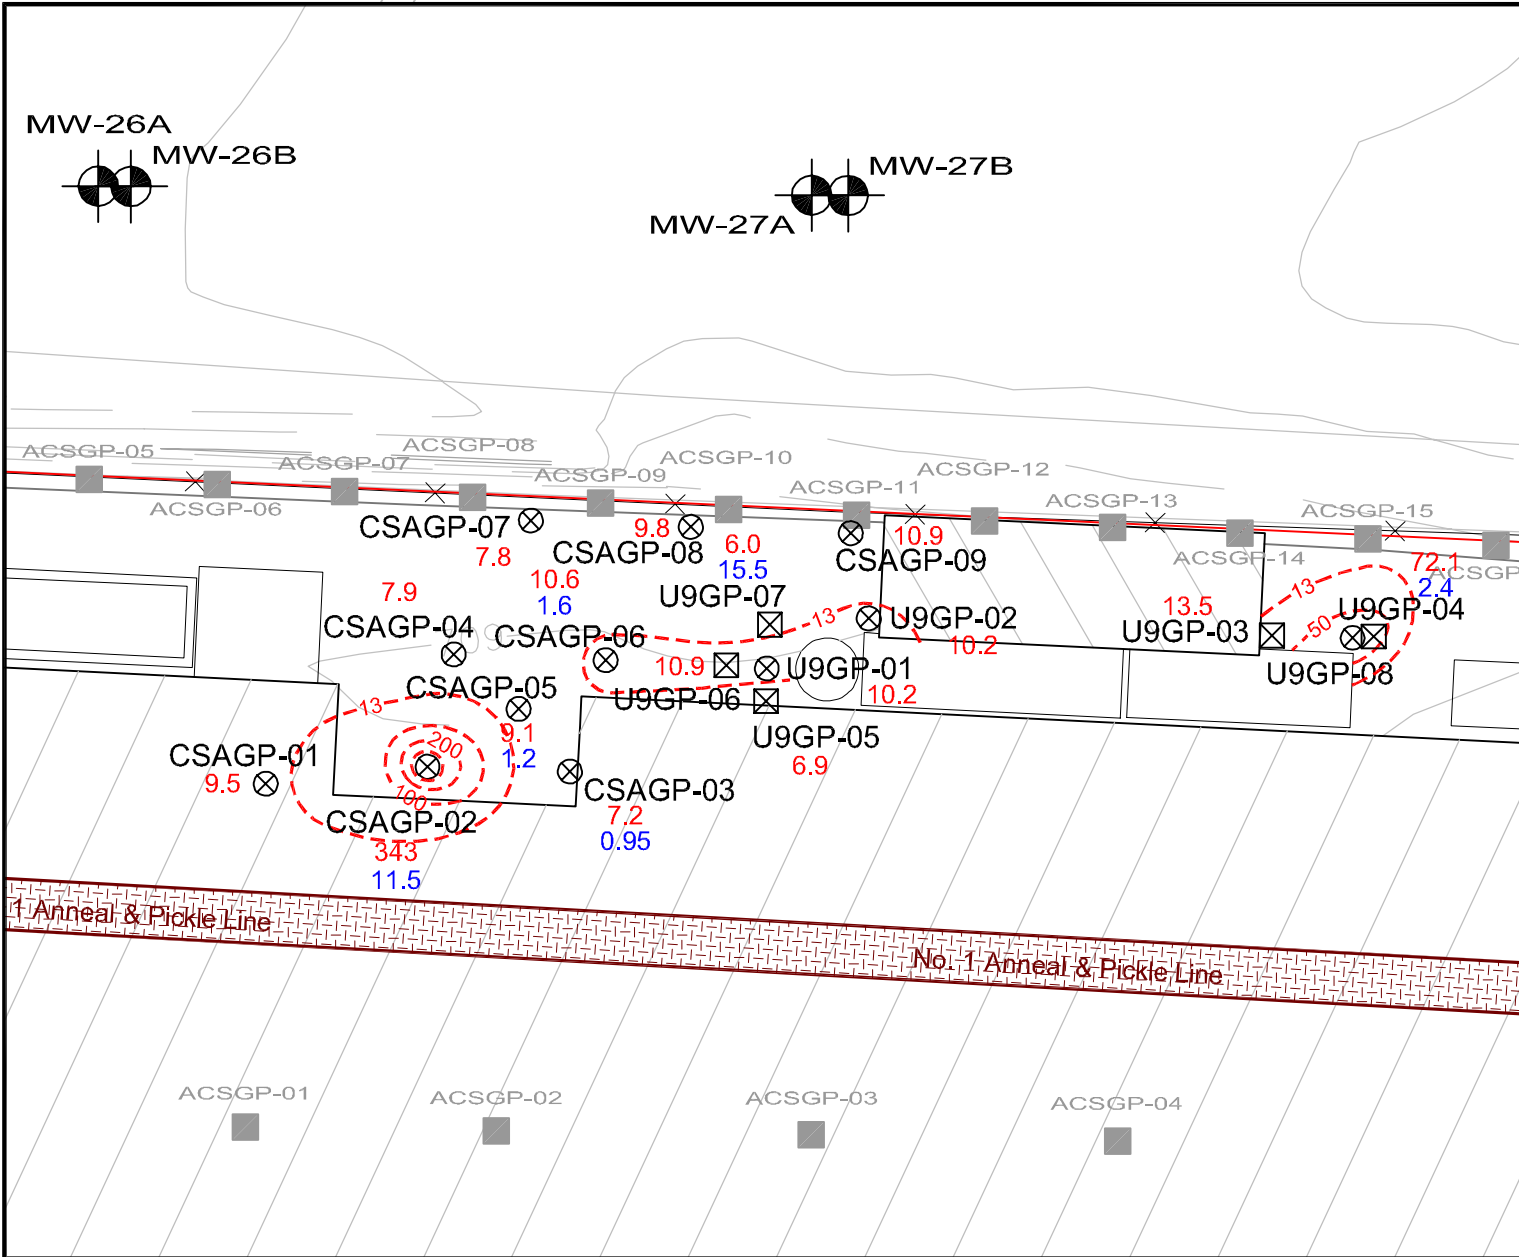 MW-26A
MW-26B
MW-27B
MW-27A
ACSGP-05
ACSGP-07
ACSGP-08
ACSGP-09
ACSGP-10
ACSGP-11
ACSGP-12
ACSGP-13
ACSGP-15
ACSGP-06
ACSGP-14
ACSGP
CSAGP-07
7.8
9.8
CSAGP-08
6.0
15.5
10.9
CSAGP-09
72.1
2.4
7.9
CSAGP-04
10.6
1.6
CSAGP-06
U9GP-07
13
U9GP-02
10.2
13.5
U9GP-03
13
50
U9GP-04
U9GP-08
99
10.9
U9GP-06
U9GP-01
10.2
U9GP-05
6.9
CSAGP-05
9.1
1.2
13
200
100
CSAGP-01
9.5
CSAGP-03
7.2
0.95
CSAGP-02
343
11.5
1 Anneal & Pickle Line
No. 1 Anneal & Pickle Line
ACSGP-01
ACSGP-02
ACSGP-03
ACSGP-04